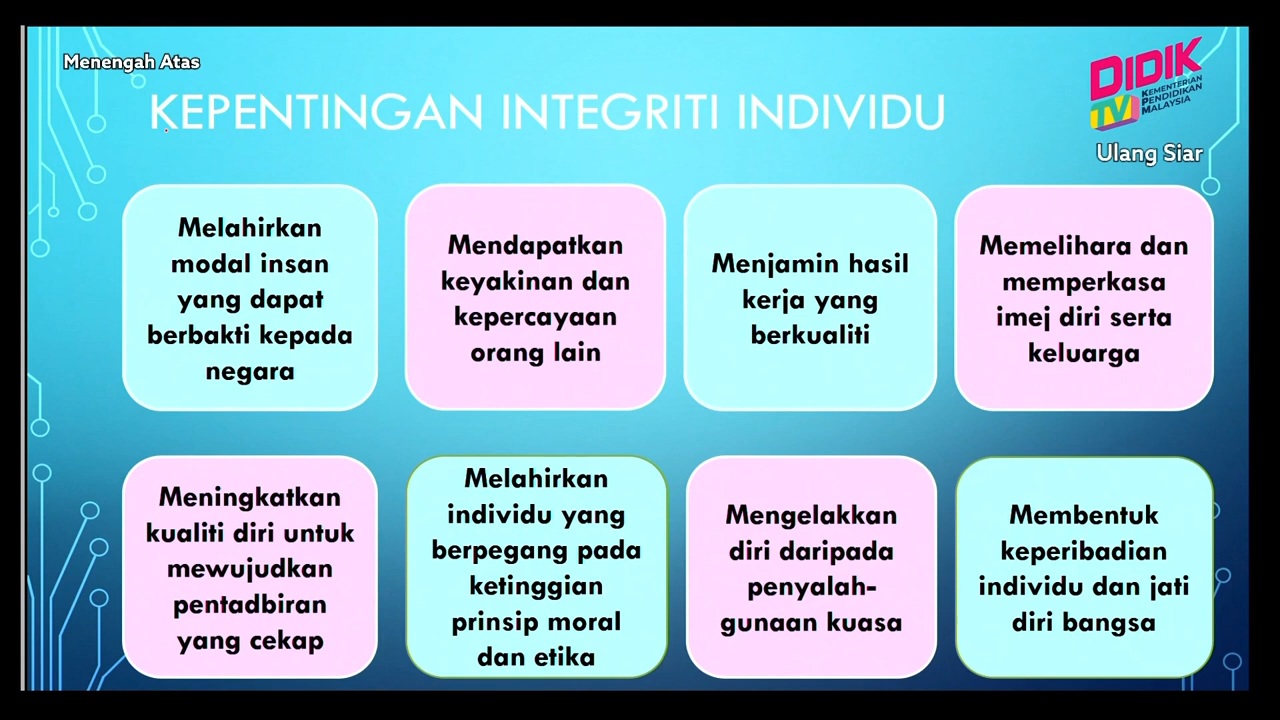 Menengah Atas
KEPENTINGAN INTEGRITI INDIVIDU
DIDIK
TV
KEMENTERIAN
PENDIDIKAN
MALAYSIA
Ulang Siar
Melahirkan
modal insan
yang dapat
berbakti kepada
negara
Mendapatkan
keyakinan dan
kepercayaan
orang lain
Menjamin hasil
kerja yang
berkualiti
Memelihara dan
memperkasa
imej diri serta
keluarga
Meningkatkan
kualiti diri untuk
mewujudkan
pentadbiran
yang cekap
Melahirkan
individu yang
berpegang pada
ketinggian
prinsip moral
dan etika
Mengelakkan
diri daripada
penyalah-
gunaan kuasa
Membentuk
keperibadian
individu dan jati
diri bangsa